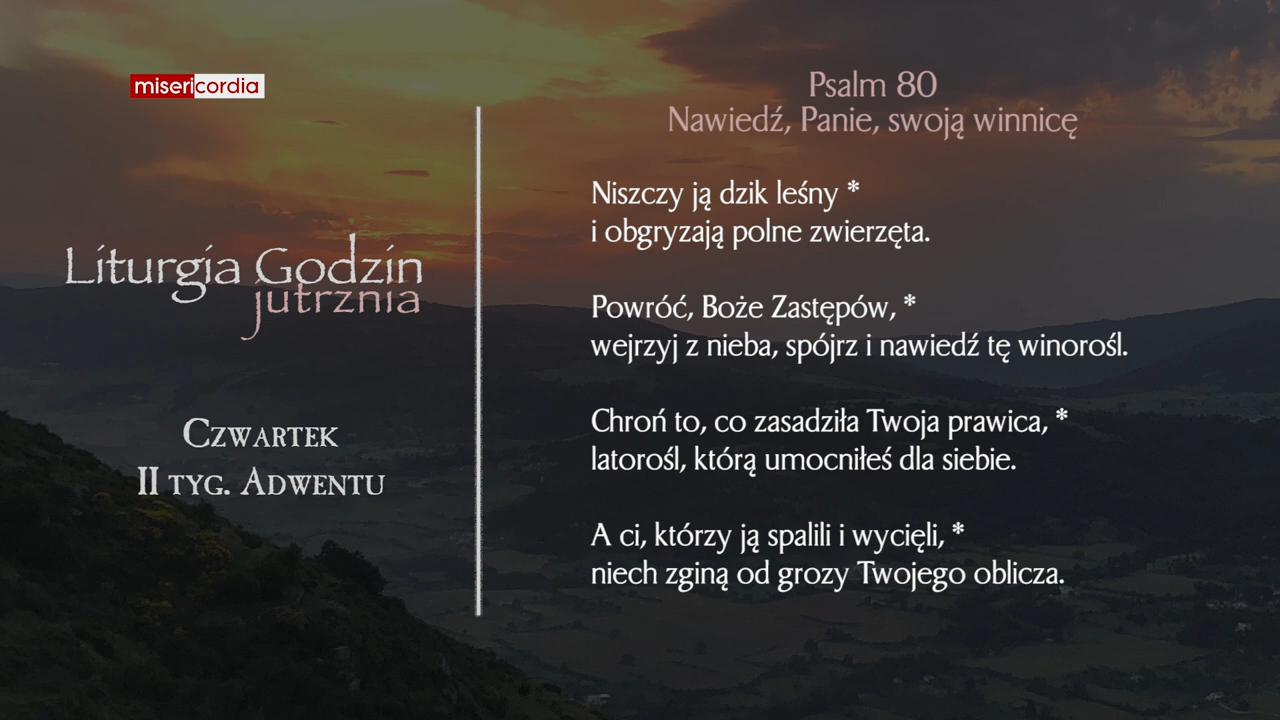 misericordia
Liturgia Godzin
jutrznia
Czwartek
II tyg. Adwentu
Psalm 80
Nawiedź, Panie, swoją winnicę
Niszczy ją dzik leśny *
i obgryzają polne zwierzęta.
Powróć, Boże Zastępów, *
wejrzyj z nieba, spójrz i nawiedź tę winorośl.
Chroń to, co zasadziła Twoja prawica, *
latorośl, którą umocniłeś dla siebie.
A ci, którzy ją spalili i wycięli, *
niech zginą od grozy Twojego oblicza.